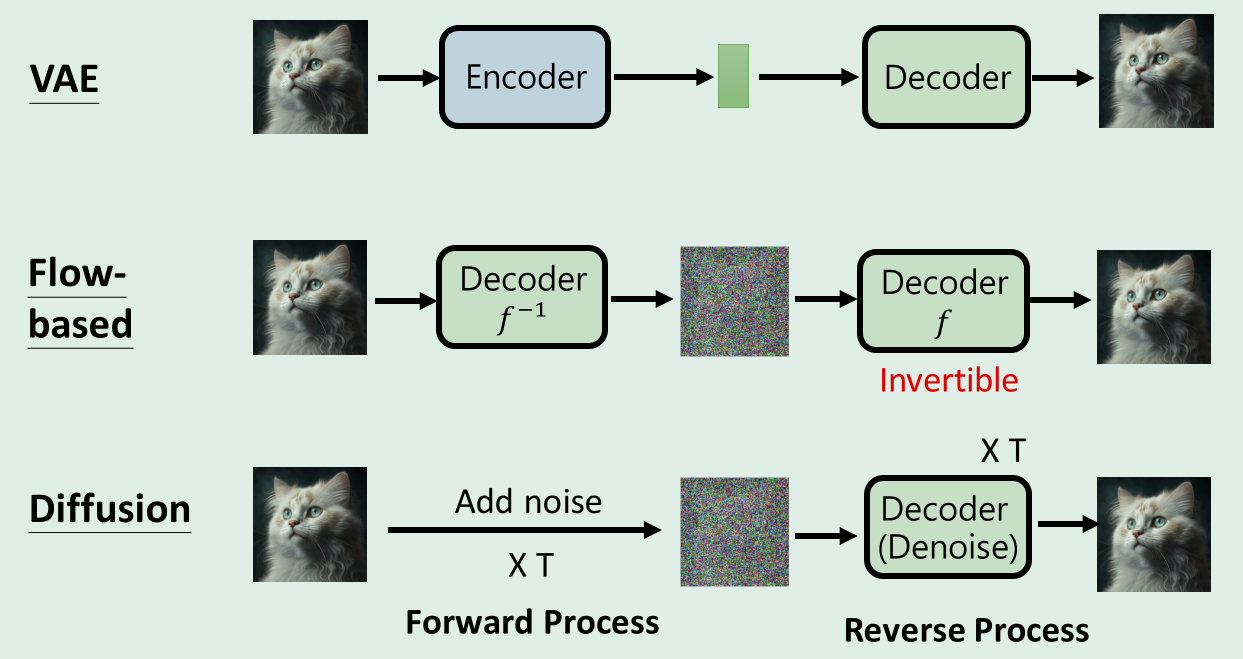 VAE
Encoder
Decoder
Flow-
based
Decoder
f⁻¹
Decoder
f
Invertible
Diffusion
Add noise
X T
Forward Process
X T
Decoder
(Denoise)
Reverse Process